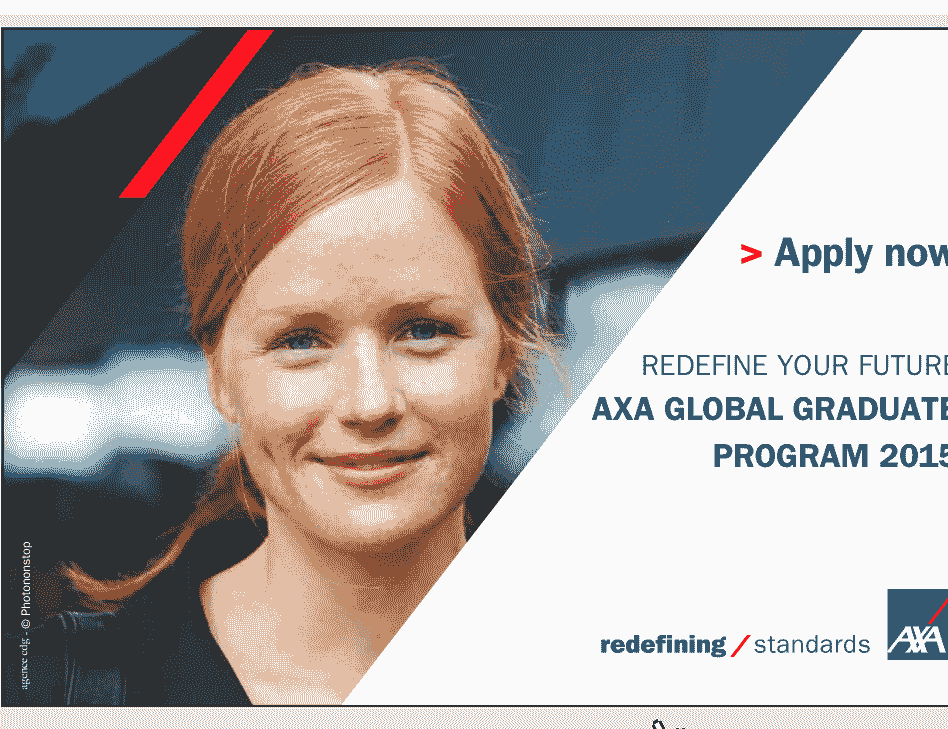 > Apply now
REDEFINE YOUR FUTURE
AXA GLOBAL GRADUATE
PROGRAM 2015
redefining / standards
AXA
agence cdg - © Photononstop